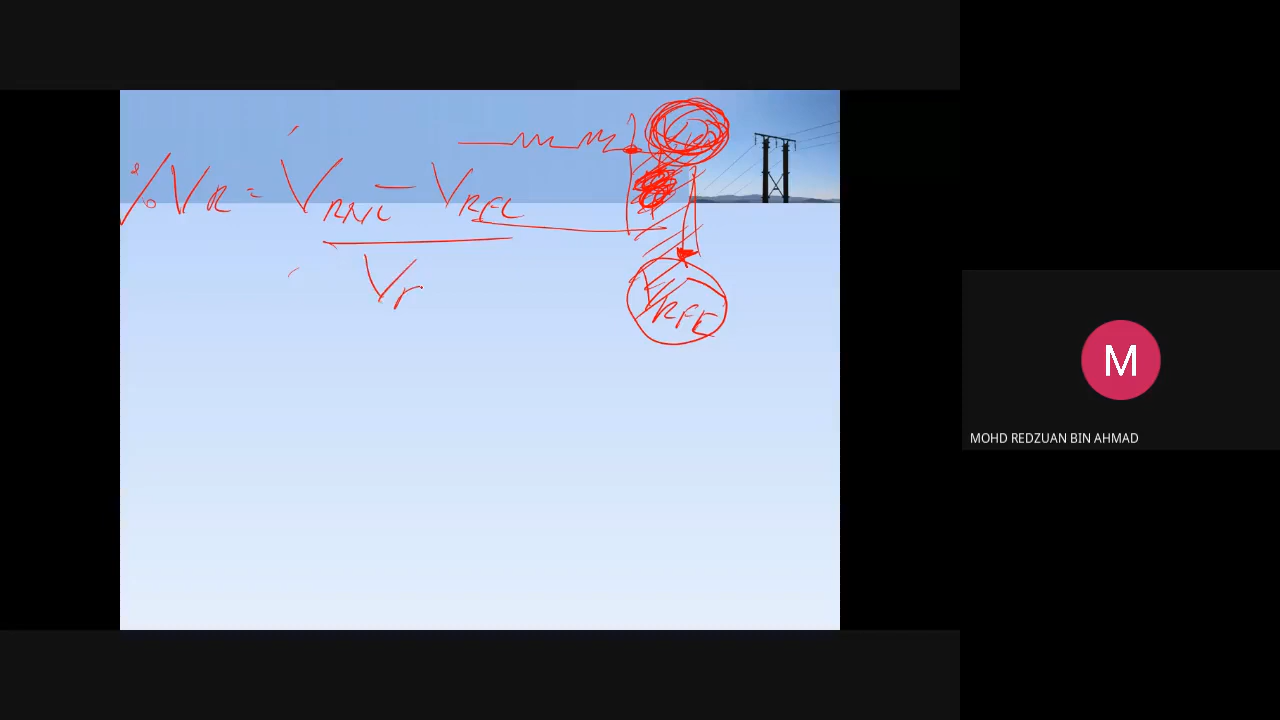 %VR = VRNL - VRFL
Vr
VRFL
M
MOHD REDZUAN BIN AHMAD